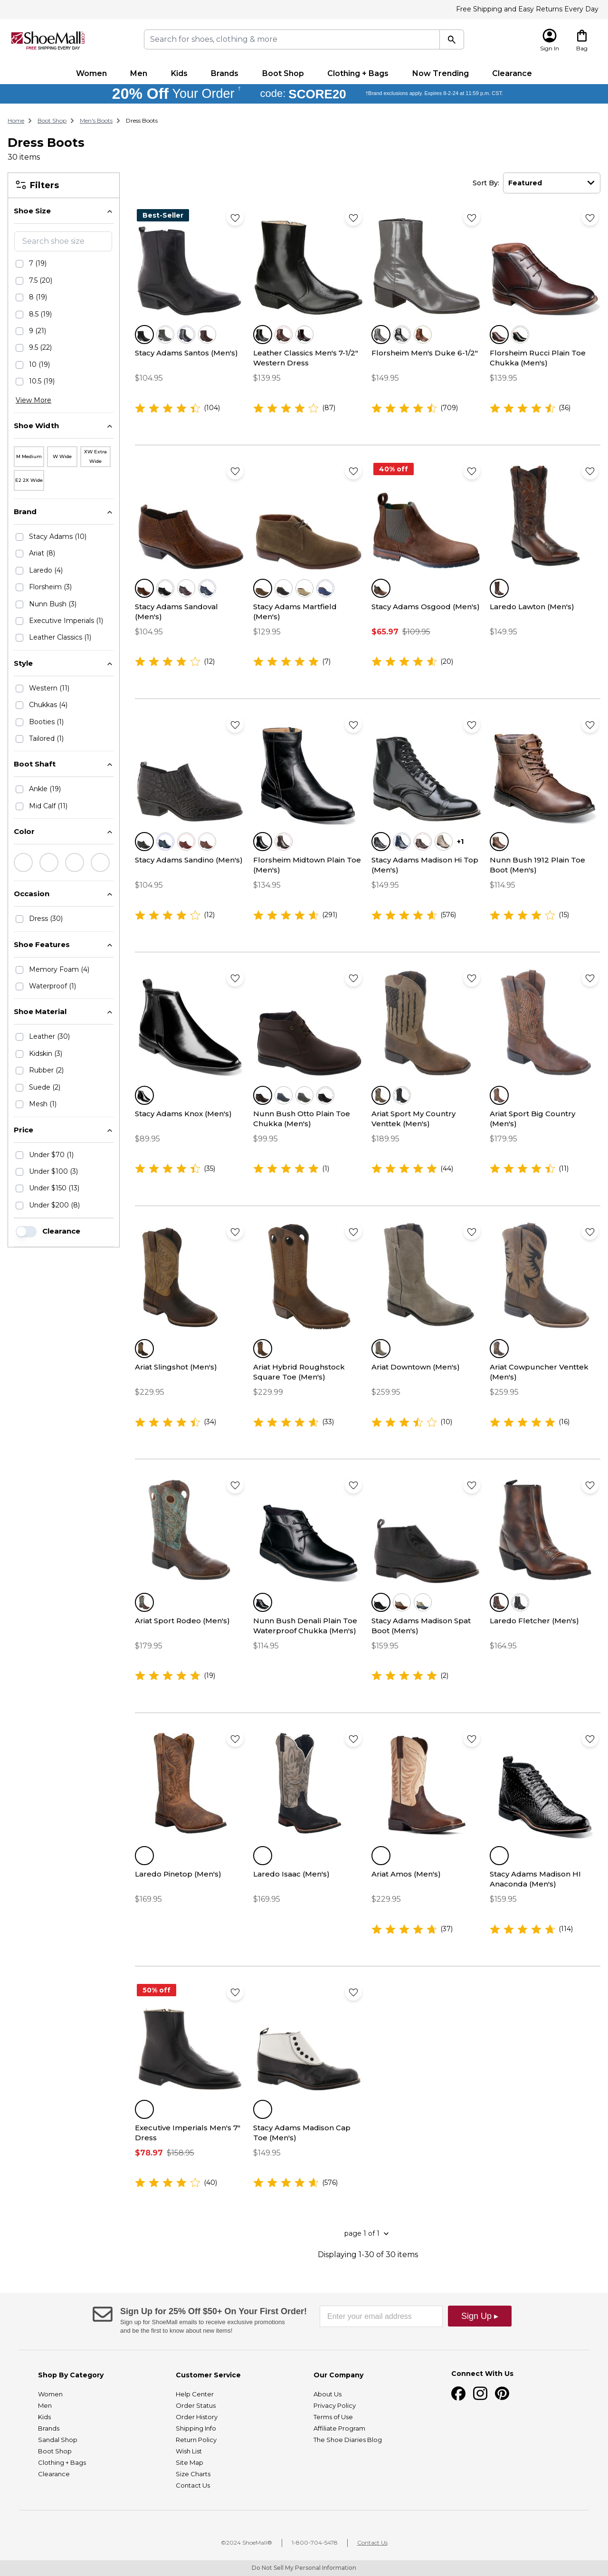 Free Shipping and Easy Returns Every Day
ShoeMall
FREE SHIPPING EVERY DAY
Search for shoes, clothing & more
Sign In
Bag
Women
Men
Kids
Brands
Boot Shop
Clothing + Bags
Now Trending
Clearance
20% Off Your Order † code: SCORE20 †Brand exclusions apply. Expires 8-2-24 at 11:59 p.m. CST.
Home > Boot Shop > Men's Boots > Dress Boots
Dress Boots
30 items
Filters
Sort By: Featured
Shoe Size
Search shoe size
7 (19)
7.5 (20)
8 (19)
8.5 (19)
9 (21)
9.5 (22)
10 (19)
10.5 (19)
View More
Shoe Width
M Medium
W Wide
XW Extra Wide
E2 2X Wide
Brand
Stacy Adams (10)
Ariat (8)
Laredo (4)
Florsheim (3)
Nunn Bush (3)
Executive Imperials (1)
Leather Classics (1)
Style
Western (11)
Chukkas (4)
Booties (1)
Tailored (1)
Boot Shaft
Ankle (19)
Mid Calf (11)
Color
Occasion
Dress (30)
Shoe Features
Memory Foam (4)
Waterproof (1)
Shoe Material
Leather (30)
Kidskin (3)
Rubber (2)
Suede (2)
Mesh (1)
Price
Under $70 (1)
Under $100 (3)
Under $150 (13)
Under $200 (8)
Clearance
Best-Seller
Stacy Adams Santos (Men's)
$104.95
(104)
Leather Classics Men's 7-1/2" Western Dress
$139.95
(87)
Florsheim Men's Duke 6-1/2"
$149.95
(709)
Florsheim Rucci Plain Toe Chukka (Men's)
$139.95
(36)
Stacy Adams Sandoval (Men's)
$104.95
(12)
Stacy Adams Martfield (Men's)
$129.95
(7)
40% off
Stacy Adams Osgood (Men's)
$65.97 $109.95
(20)
Laredo Lawton (Men's)
$149.95
Stacy Adams Sandino (Men's)
$104.95
(12)
Florsheim Midtown Plain Toe (Men's)
$134.95
(291)
+1
Stacy Adams Madison Hi Top (Men's)
$149.95
(576)
Nunn Bush 1912 Plain Toe Boot (Men's)
$114.95
(15)
Stacy Adams Knox (Men's)
$89.95
(35)
Nunn Bush Otto Plain Toe Chukka (Men's)
$99.95
(1)
Ariat Sport My Country Venttek (Men's)
$189.95
(44)
Ariat Sport Big Country (Men's)
$179.95
(11)
Ariat Slingshot (Men's)
$229.95
(34)
Ariat Hybrid Roughstock Square Toe (Men's)
$229.99
(33)
Ariat Downtown (Men's)
$259.95
(10)
Ariat Cowpuncher Venttek (Men's)
$259.95
(16)
Ariat Sport Rodeo (Men's)
$179.95
(19)
Nunn Bush Denali Plain Toe Waterproof Chukka (Men's)
$114.95
Stacy Adams Madison Spat Boot (Men's)
$159.95
(2)
Laredo Fletcher (Men's)
$164.95
Laredo Pinetop (Men's)
$169.95
Laredo Isaac (Men's)
$169.95
Ariat Amos (Men's)
$229.95
(37)
Stacy Adams Madison HI Anaconda (Men's)
$159.95
(114)
50% off
Executive Imperials Men's 7" Dress
$78.97 $158.95
(40)
Stacy Adams Madison Cap Toe (Men's)
$149.95
(576)
page 1 of 1
Displaying 1-30 of 30 items
Sign Up for 25% Off $50+ On Your First Order!
Sign up for ShoeMall emails to receive exclusive promotions
and be the first to know about new items!
Enter your email address
Sign Up ▸
Shop By Category
Women
Men
Kids
Brands
Sandal Shop
Boot Shop
Clothing + Bags
Clearance
Customer Service
Help Center
Order Status
Order History
Shipping Info
Return Policy
Wish List
Site Map
Size Charts
Contact Us
Our Company
About Us
Privacy Policy
Terms of Use
Affiliate Program
The Shoe Diaries Blog
Connect With Us
©2024 ShoeMall® | 1-800-704-5478 | Contact Us
Do Not Sell My Personal Information